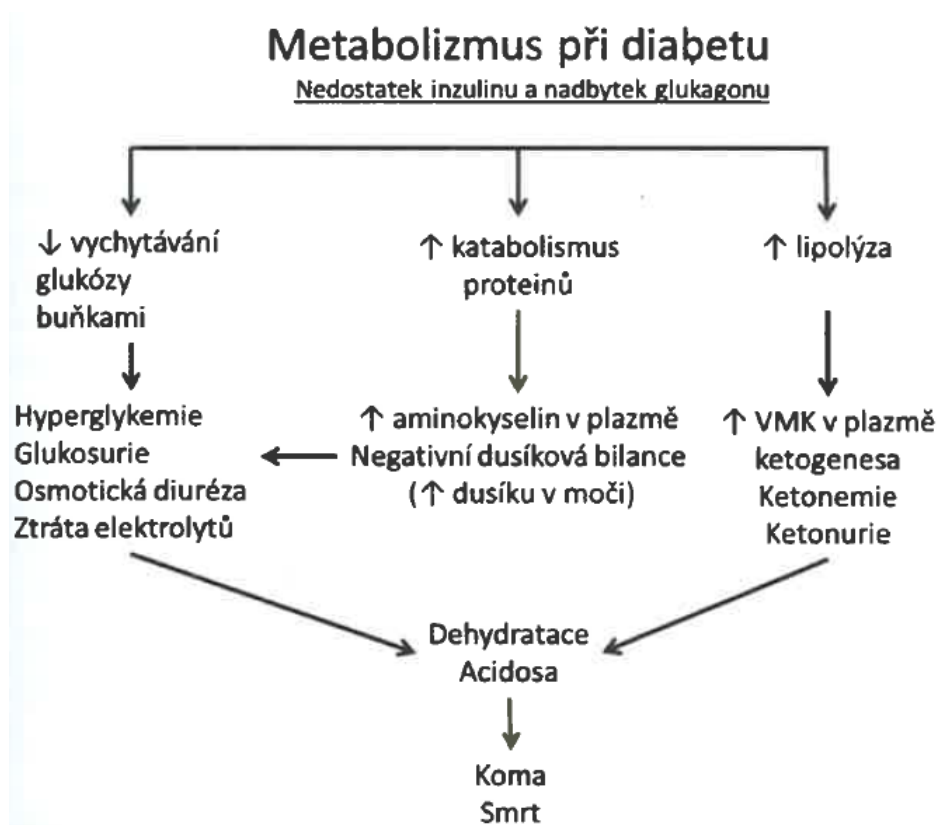 Metabolizmus při diabetu
Nedostatek inzulinu a nadbytek glukagonu
↓ vychytávání
glukózy
buňkami
↑ katabolismus
proteinů
↑ lipolýza
Hyperglykemie
Glukosurie
Osmotická diuréza
Ztráta elektrolytů
↑ aminokyselin v plazmě
Negativní dusíková bilance
(↑ dusíku v moči)
↑ VMK v plazmě
ketogenesa
Ketonemie
Ketonurie
Dehydratace
Acidosa
Koma
Smrt